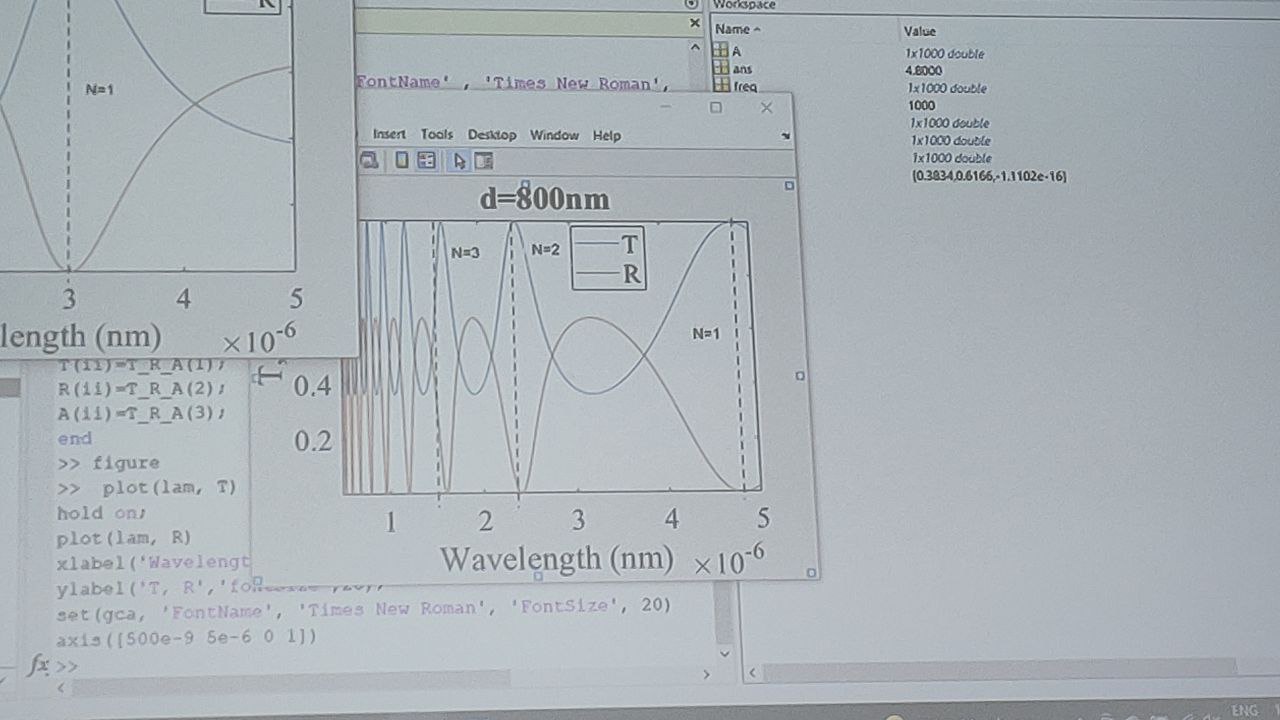 Workspace
R
N=1
3
4
5
length (nm)
×10-6
FontName' , 'Times New Roman',
Name
Value
A
1x1000 double
ans
4.8000
freq
1x1000 double
1000
1x1000 double
1x1000 double
1x1000 double
[0.3834,0.6166,-1.1102e-16]
Insert Tools Desktop Window Help
d=800nm
N=3
N=2
T
R
N=1
0.4
0.2
1
2
3
4
5
Wavelength (nm)
×10-6
T(ii)=T_R_A(1);
R(ii)=T_R_A(2);
A(ii)=T_R_A(3);
end
>> figure
>> plot(lam, T)
hold on;
plot(lam, R)
xlabel('Wavelengt
ylabel('T, R','fontsize',20);
set(gca, 'FontName', 'Times New Roman', 'FontSize', 20)
axis([500e-9 5e-6 0 1])
fx >>
ENG